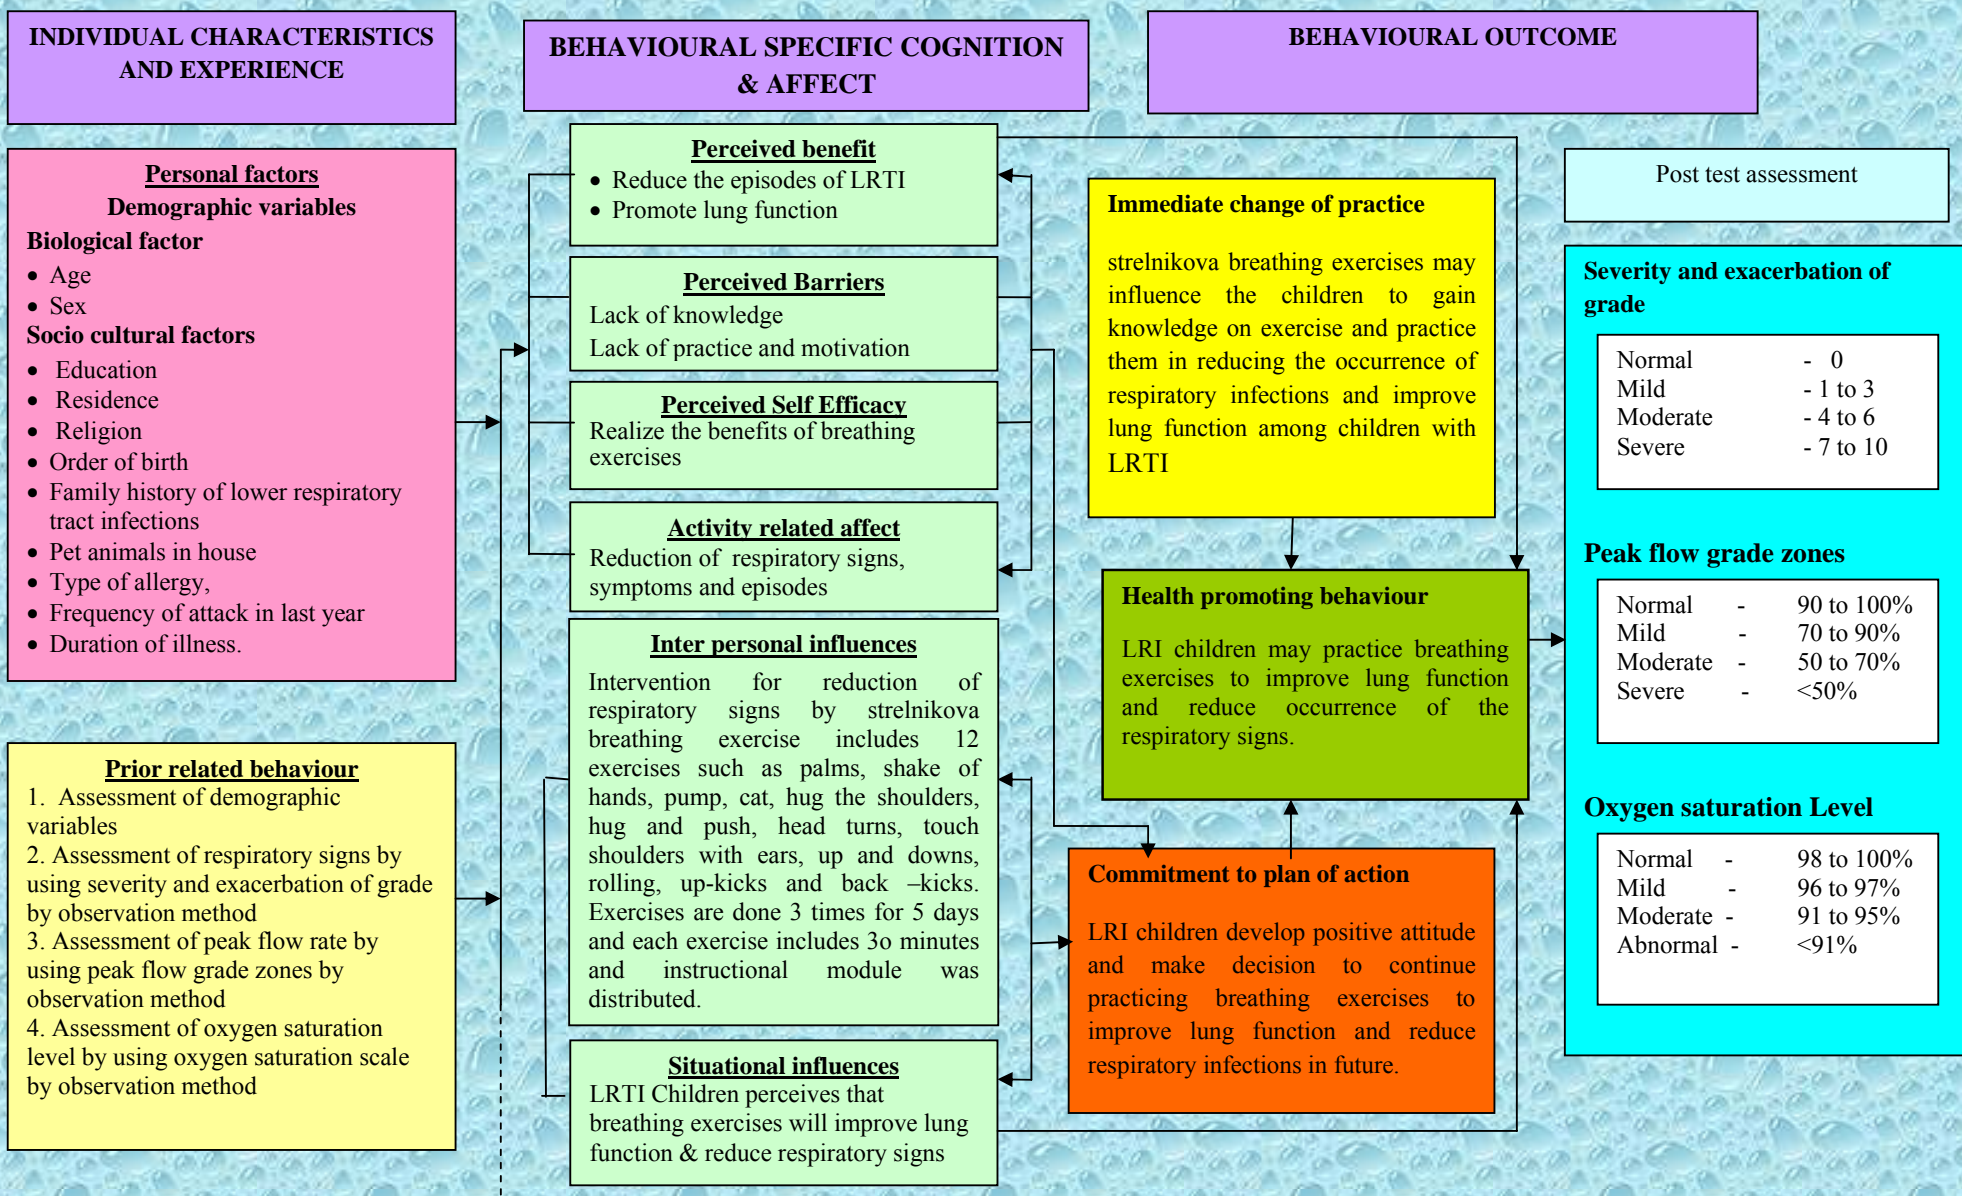 INDIVIDUAL CHARACTERISTICS
AND EXPERIENCE
Personal factors
Demographic variables
Biological factor
• Age
• Sex
Socio cultural factors
• Education
• Residence
• Religion
• Order of birth
• Family history of lower respiratory
tract infections
• Pet animals in house
• Type of allergy,
• Frequency of attack in last year
• Duration of illness.
Prior related behaviour
1. Assessment of demographic
variables
2. Assessment of respiratory signs by
using severity and exacerbation of grade
by observation method
3. Assessment of peak flow rate by
using peak flow grade zones by
observation method
4. Assessment of oxygen saturation
level by using oxygen saturation scale
by observation method
BEHAVIOURAL SPECIFIC COGNITION
& AFFECT
Perceived benefit
• Reduce the episodes of LRTI
• Promote lung function
Perceived Barriers
Lack of knowledge
Lack of practice and motivation
Perceived Self Efficacy
Realize the benefits of breathing
exercises
Activity related affect
Reduction of respiratory signs,
symptoms and episodes
Inter personal influences
Intervention for reduction of
respiratory signs by strelnikova
breathing exercise includes 12
exercises such as palms, shake of
hands, pump, cat, hug the shoulders,
hug and push, head turns, touch
shoulders with ears, up and downs,
rolling, up-kicks and back –kicks.
Exercises are done 3 times for 5 days
and each exercise includes 3o minutes
and instructional module was
distributed.
Situational influences
LRTI Children perceives that
breathing exercises will improve lung
function & reduce respiratory signs
BEHAVIOURAL OUTCOME
Immediate change of practice
strelnikova breathing exercises may
influence the children to gain
knowledge on exercise and practice
them in reducing the occurrence of
respiratory infections and improve
lung function among children with
LRTI
Health promoting behaviour
LRI children may practice breathing
exercises to improve lung function
and reduce occurrence of the
respiratory signs.
Commitment to plan of action
LRI children develop positive attitude
and make decision to continue
practicing breathing exercises to
improve lung function and reduce
respiratory infections in future.
Post test assessment
Severity and exacerbation of
grade
Normal - 0
Mild - 1 to 3
Moderate - 4 to 6
Severe - 7 to 10
Peak flow grade zones
Normal - 90 to 100%
Mild - 70 to 90%
Moderate - 50 to 70%
Severe - <50%
Oxygen saturation Level
Normal - 98 to 100%
Mild - 96 to 97%
Moderate - 91 to 95%
Abnormal - <91%